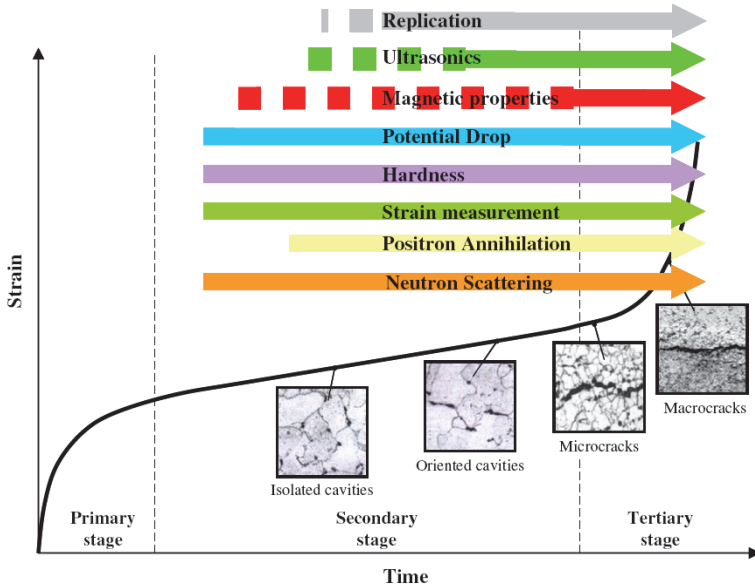 Replication
Ultrasonics
Magnetic properties
Potential Drop
Hardness
Strain measurement
Positron Annihilation
Neutron Scattering
Strain
Macrocracks
Microcracks
Oriented cavities
Isolated cavities
Primary
stage
Secondary
stage
Tertiary
stage
Time